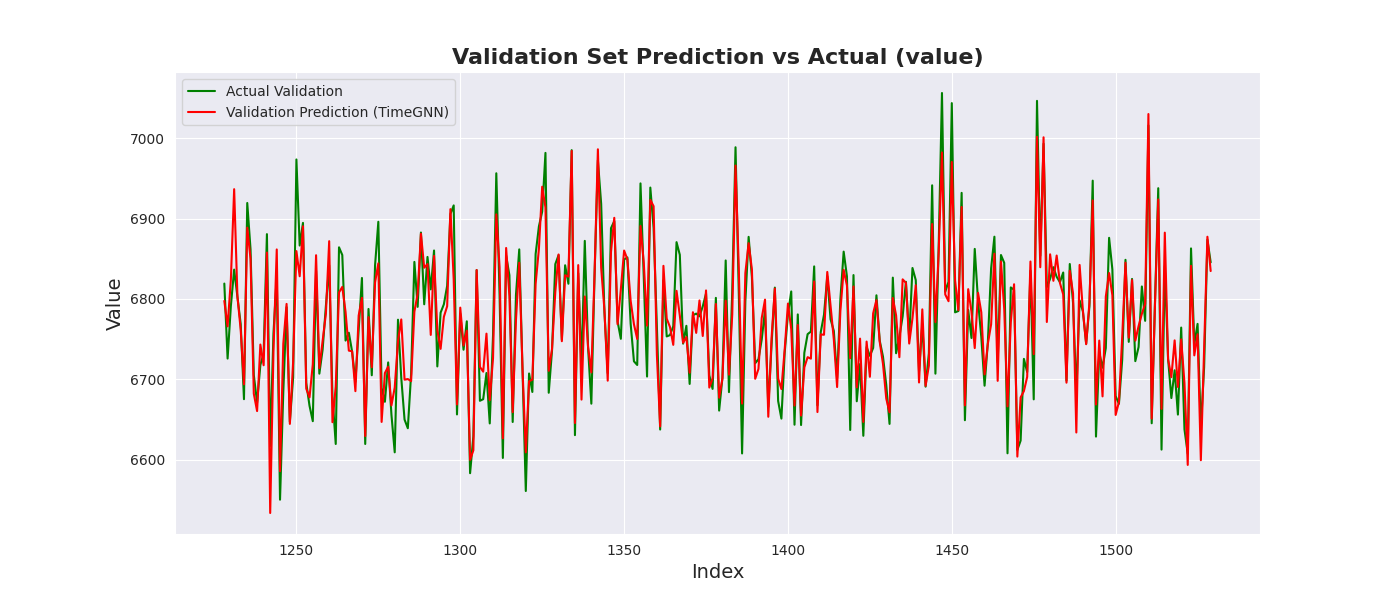 Validation Set Prediction vs Actual (value)
Actual Validation
Validation Prediction (TimeGNN)
Value
7000
6900
6800
6700
6600
1250 1300 1350 1400 1450 1500
Index